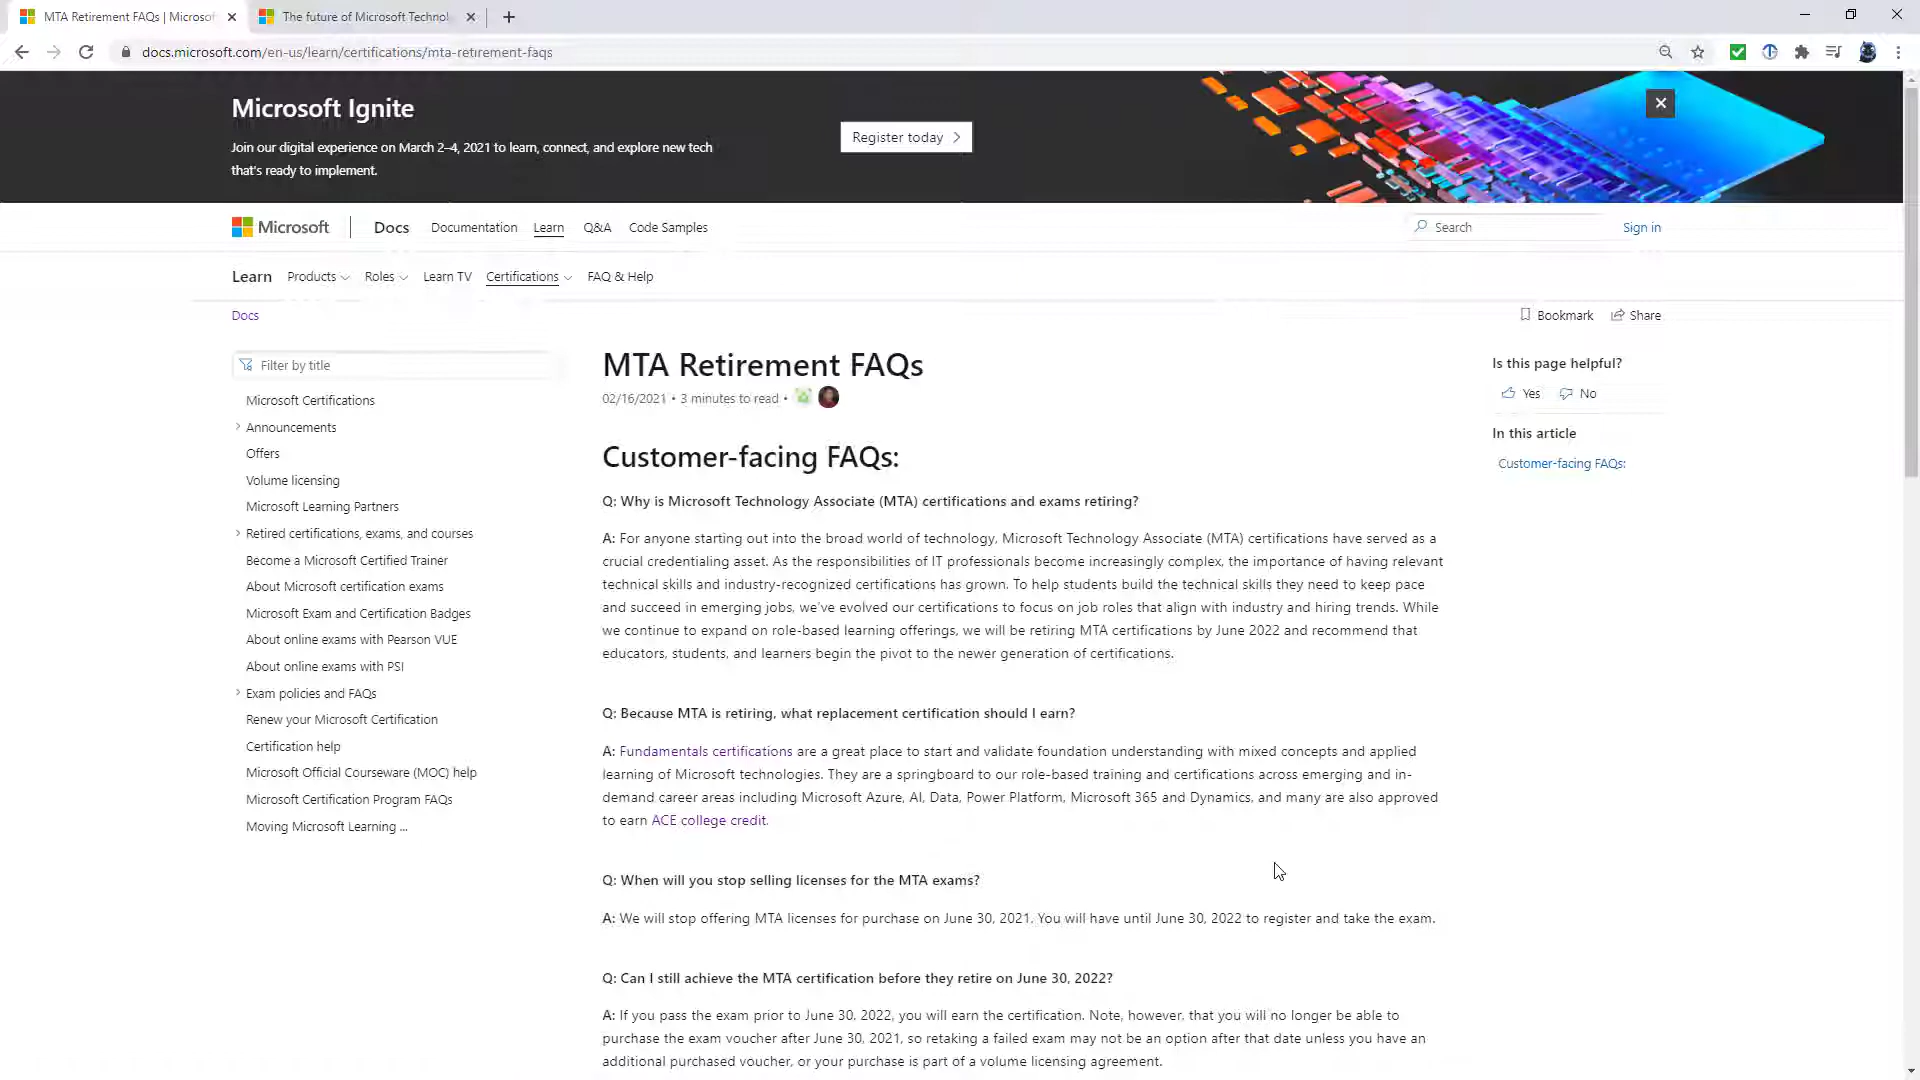 MTA Retirement FAQs | Microsof
The future of Microsoft Technol
docs.microsoft.com/en-us/learn/certifications/mta-retirement-faqs
Microsoft Ignite
Join our digital experience on March 2–4, 2021 to learn, connect, and explore new tech
that's ready to implement.
Register today
Microsoft
Docs
Documentation
Learn
Q&A
Code Samples
Search
Sign in
Learn
Products
Roles
Learn TV
Certifications
FAQ & Help
Docs
Bookmark
Share
Filter by title
Microsoft Certifications
Announcements
Offers
Volume licensing
Microsoft Learning Partners
Retired certifications, exams, and courses
Become a Microsoft Certified Trainer
About Microsoft certification exams
Microsoft Exam and Certification Badges
About online exams with Pearson VUE
About online exams with PSI
Exam policies and FAQs
Renew your Microsoft Certification
Certification help
Microsoft Official Courseware (MOC) help
Microsoft Certification Program FAQs
Moving Microsoft Learning ...
MTA Retirement FAQs
02/16/2021 • 3 minutes to read •
Customer-facing FAQs:
Q: Why is Microsoft Technology Associate (MTA) certifications and exams retiring?
A: For anyone starting out into the broad world of technology, Microsoft Technology Associate (MTA) certifications have served as a
crucial credentialing asset. As the responsibilities of IT professionals become increasingly complex, the importance of having relevant
technical skills and industry-recognized certifications has grown. To help students build the technical skills they need to keep pace
and succeed in emerging jobs, we've evolved our certifications to focus on job roles that align with industry and hiring trends. While
we continue to expand on role-based learning offerings, we will be retiring MTA certifications by June 2022 and recommend that
educators, students, and learners begin the pivot to the newer generation of certifications.
Q: Because MTA is retiring, what replacement certification should I earn?
A: Fundamentals certifications are a great place to start and validate foundation understanding with mixed concepts and applied
learning of Microsoft technologies. They are a springboard to our role-based training and certifications across emerging and in-
demand career areas including Microsoft Azure, AI, Data, Power Platform, Microsoft 365 and Dynamics, and many are also approved
to earn ACE college credit.
Q: When will you stop selling licenses for the MTA exams?
A: We will stop offering MTA licenses for purchase on June 30, 2021. You will have until June 30, 2022 to register and take the exam.
Q: Can I still achieve the MTA certification before they retire on June 30, 2022?
A: If you pass the exam prior to June 30, 2022, you will earn the certification. Note, however, that you will no longer be able to
purchase the exam voucher after June 30, 2021, so retaking a failed exam may not be an option after that date unless you have an
additional purchased voucher, or your purchase is part of a volume licensing agreement.
Is this page helpful?
Yes
No
In this article
Customer-facing FAQs: